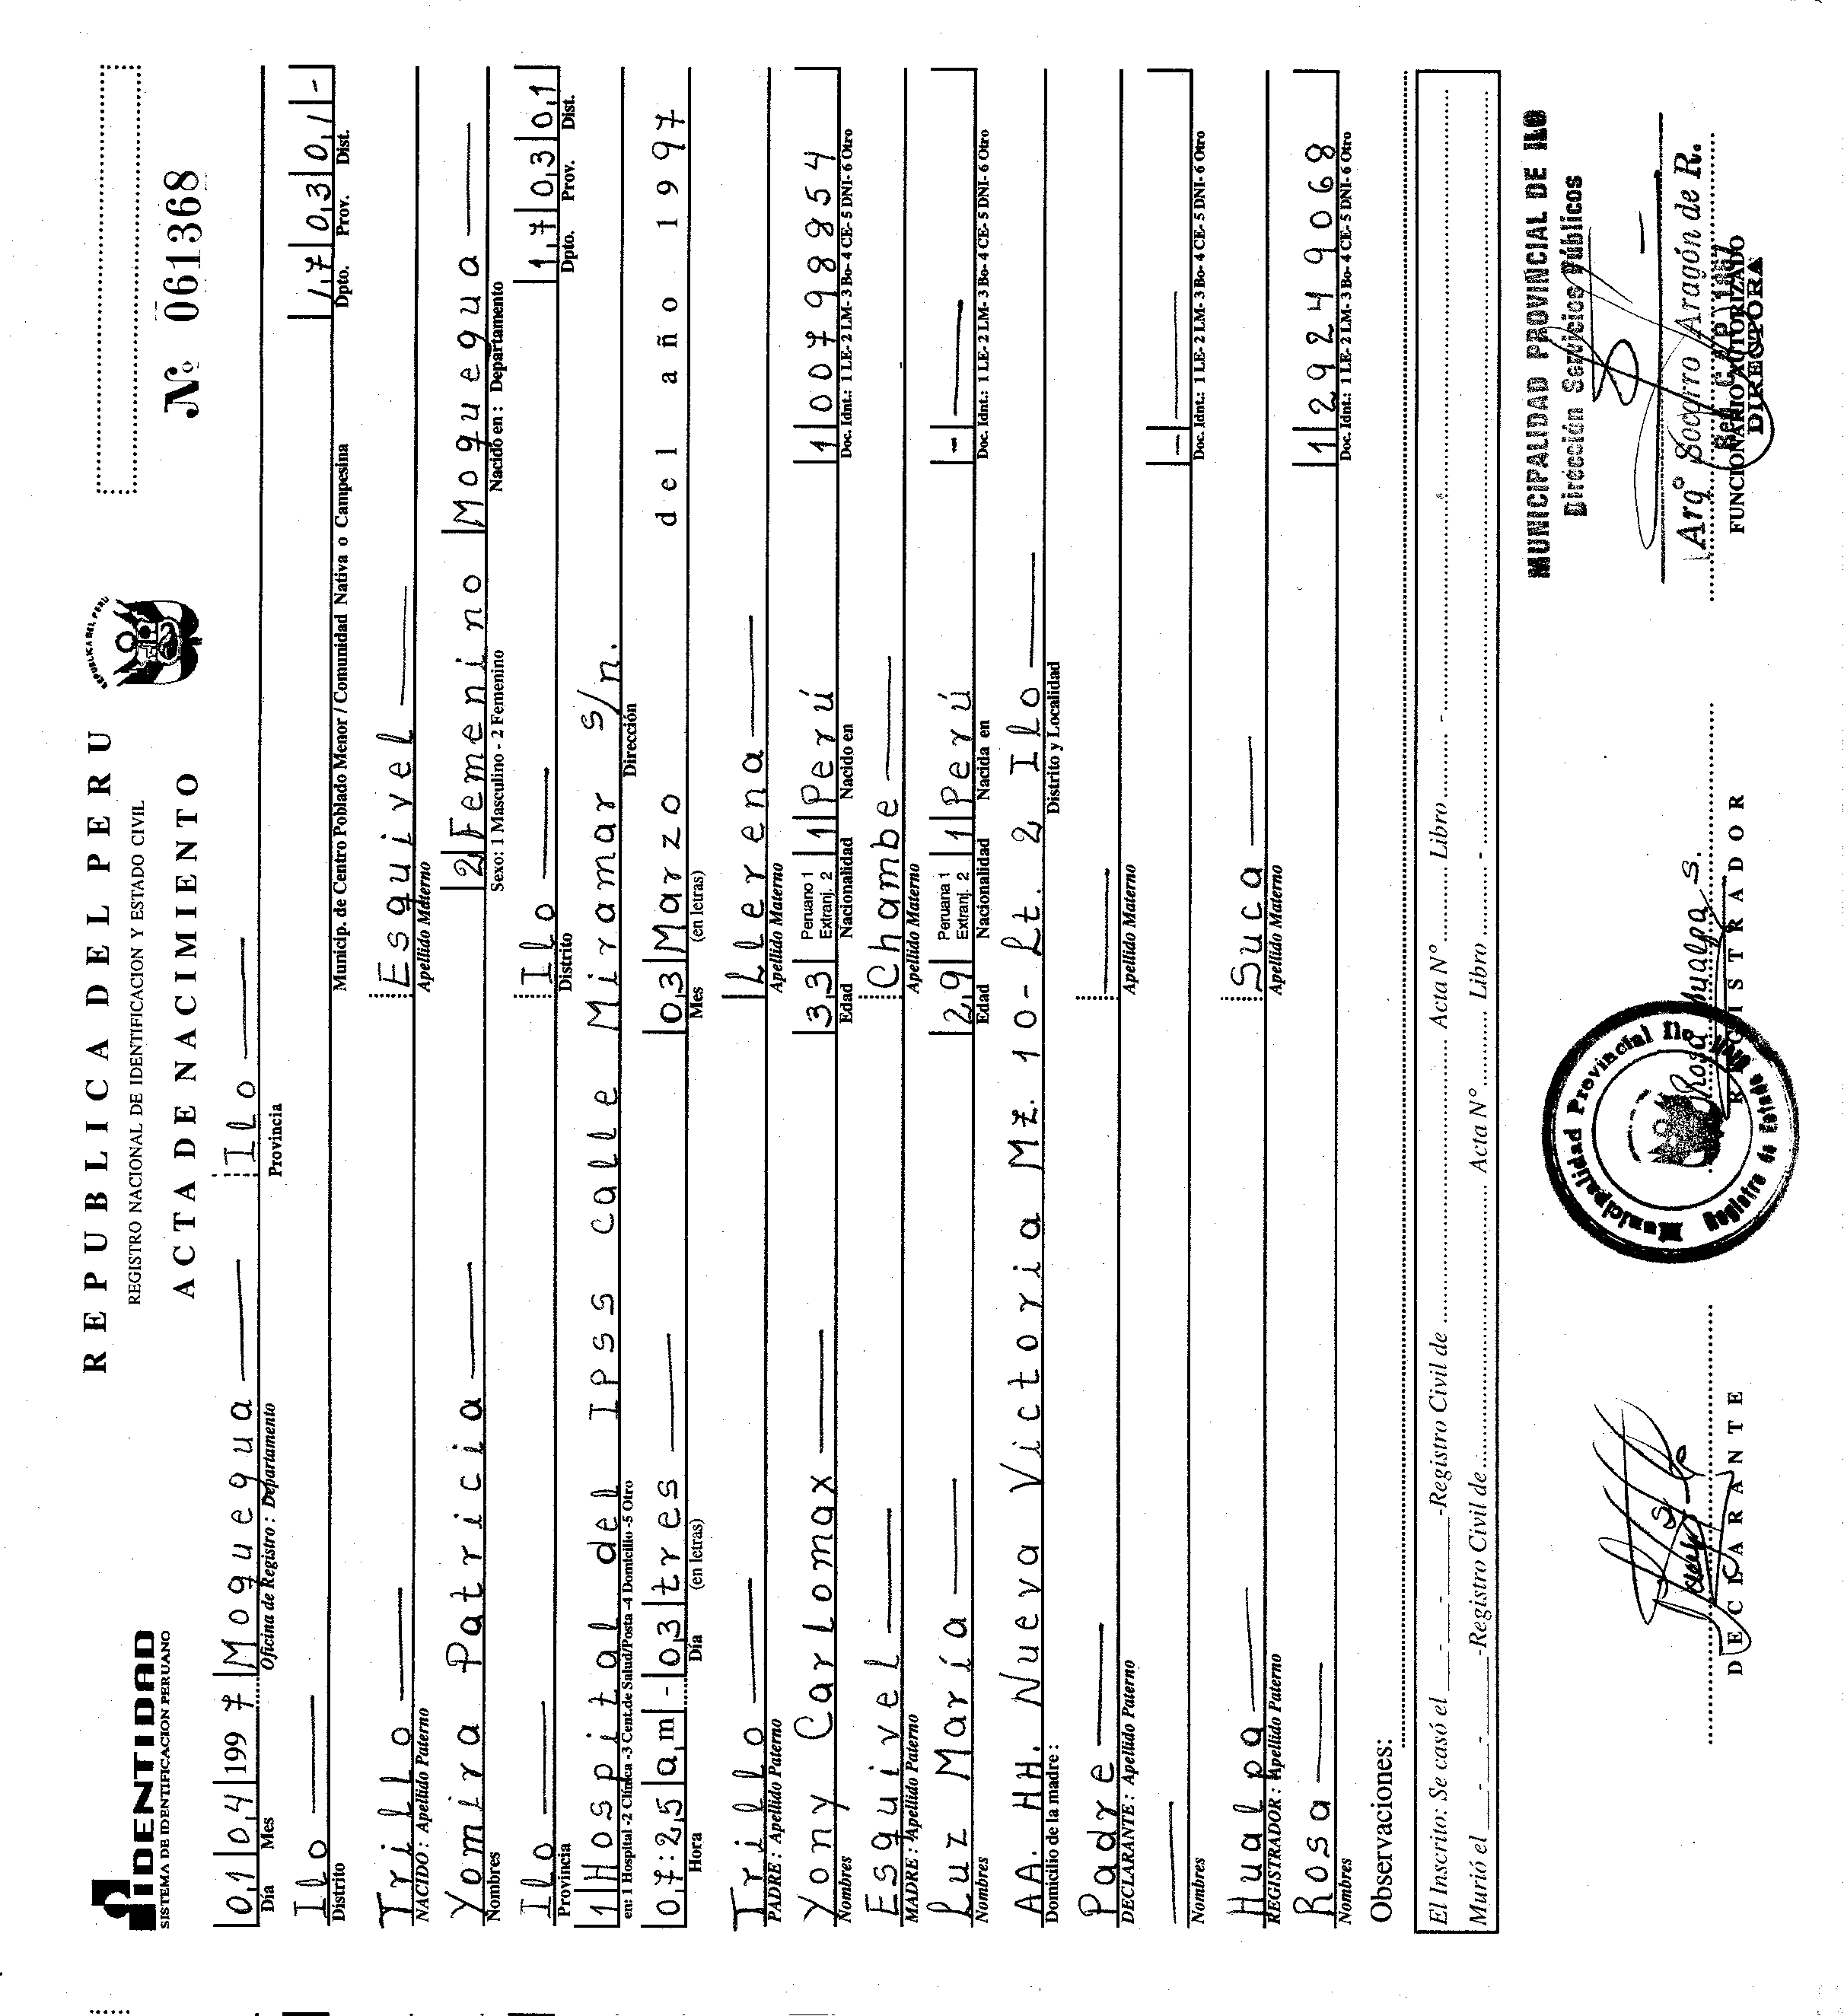 IDENTIDAD
SISTEMA DE IDENTIFICACION PERUANO
REPUBLICA DEL PERU
REGISTRO NACIONAL DE IDENTIFICACION Y ESTADO CIVIL
ACTA DE NACIMIENTO
REPUBLICA DEL PERU
Nº 061368
01 04 1997 Moquegua Ilo
Día Mes Oficina de Registro : Departamento Provincia
Ilo 17 03 01 -
Distrito Municip. de Centro Poblado Menor / Comunidad Nativa o Campesina Dpto. Prov. Dist.
Trillo Esquivel
NACIDO : Apellido Paterno Apellido Materno
Yomira Patricia 2 Femenino Moquegua
Nombres Sexo: 1 Masculino - 2 Femenino Nacido en : Departamento
Ilo Ilo 17 03 01
Provincia Distrito Dpto. Prov. Dist.
1 Hospital del IPSS calle Miramar s/n.
en: 1 Hospital -2 Clínica -3 Cent.de Salud/Posta -4 Domicilio -5 Otro Dirección
07:25 am - 03 tres 03 Marzo del año 1997
Hora Día (en letras) Mes (en letras)
Trillo Llerena
PADRE : Apellido Paterno Apellido Materno
Yony Carlomax 33 Peruano 1 Extranj. 2 1 Perú 1 00798854
Nombres Edad Nacionalidad Nacido en Doc. Idnt.: 1 LE- 2 LM- 3 Bo- 4 CE- 5 DNI- 6 Otro
Esquivel Chambe
MADRE : Apellido Paterno Apellido Materno
Luz María 29 Peruana 1 Extranj. 2 1 Perú -
Nombres Edad Nacionalidad Nacida en Doc. Idnt.: 1 LE- 2 LM- 3 Bo- 4 CE- 5 DNI- 6 Otro
AA. HH. Nueva Victoria Mz. 10- Lt. 2 Ilo
Domicilio de la madre : Distrito y Localidad
Padre
DECLARANTE : Apellido Paterno Apellido Materno
Nombres Doc. Idnt.: 1 LE- 2 LM- 3 Bo- 4 CE- 5 DNI- 6 Otro
Hualpa Suca
REGISTRADOR : Apellido Paterno Apellido Materno
Rosa 1 29249068
Nombres Doc. Idnt.: 1 LE- 2 LM- 3 Bo- 4 CE- 5 DNI- 6 Otro
Observaciones:
El Inscrito: Se casó el - - -Registro Civil de Acta N° Libro -
Murió el - - -Registro Civil de Acta N° Libro -
MUNICIPALIDAD PROVINCIAL DE ILO
Dirección Servicios Públicos
Municipalidad Provincial Ilo
Registro de Estado
Rosa Hualpa S.
Arqº Socorro Aragón de R.
DECLARANTE REGISTRADOR FUNCIONARIO AUTORIZADO
DIRECTORA